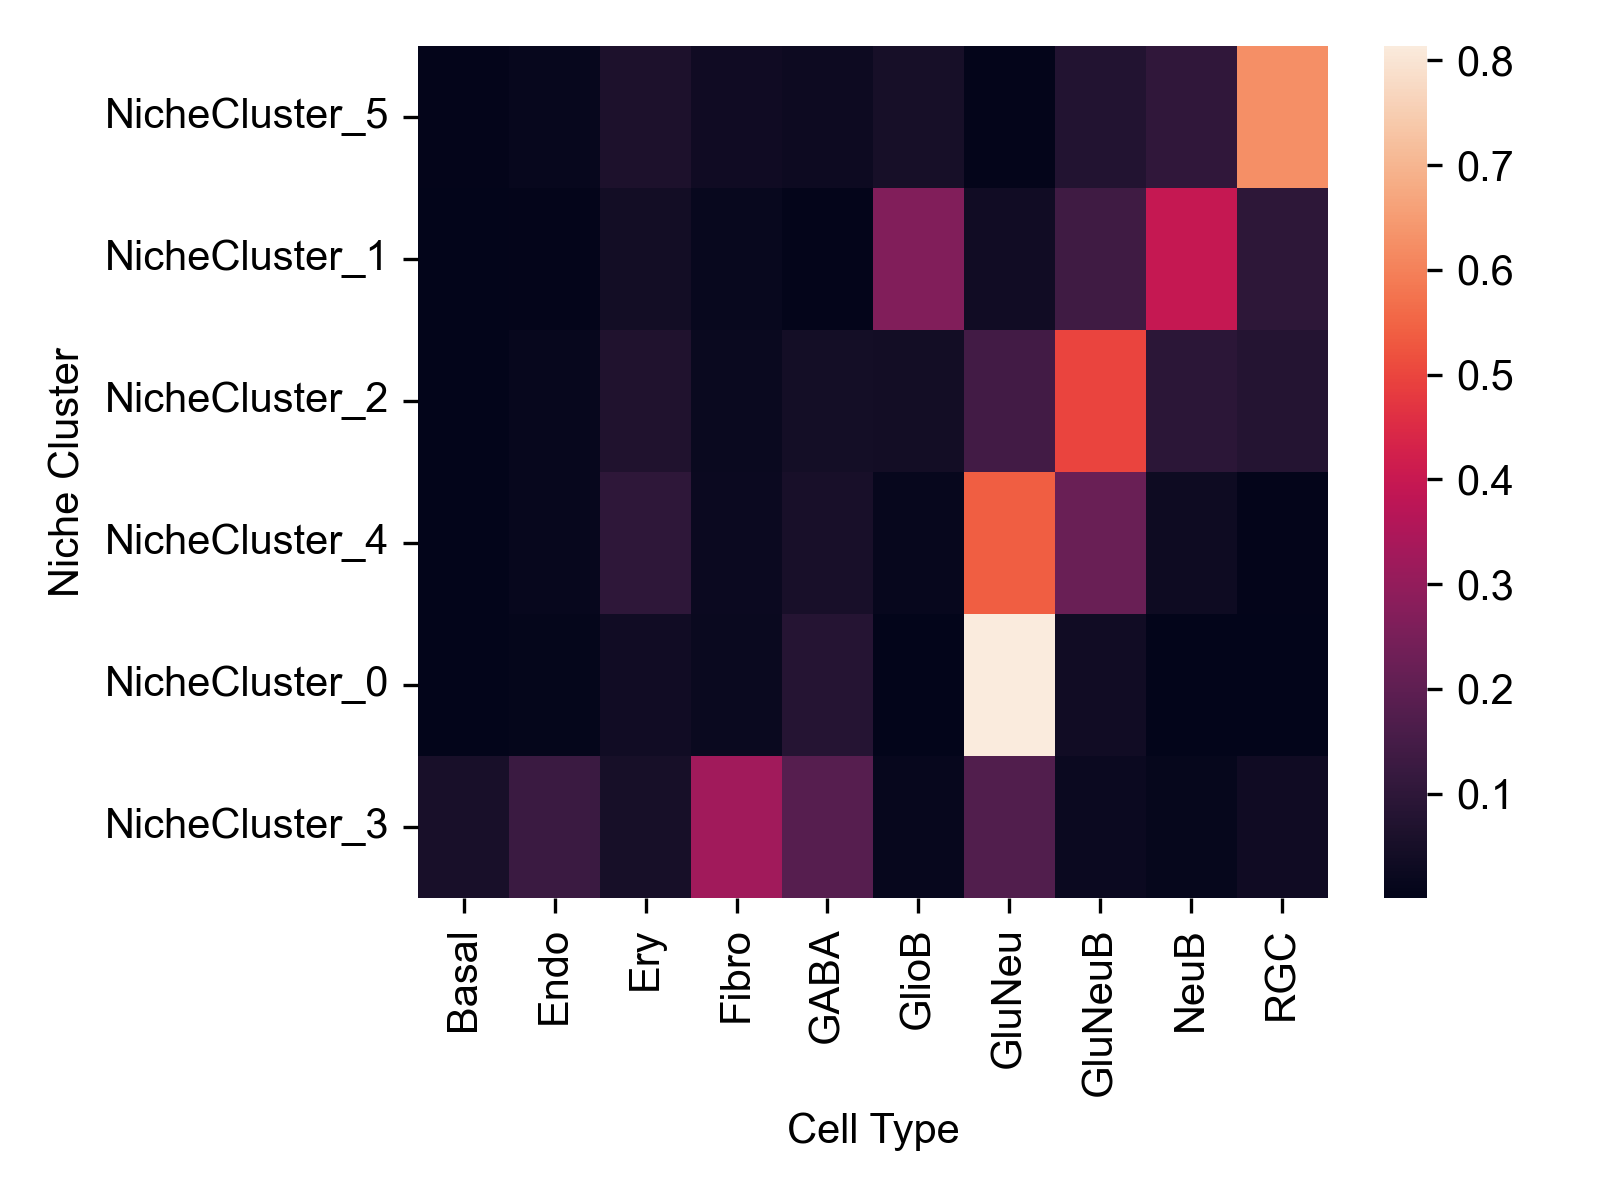 NicheCluster_5
NicheCluster_1
NicheCluster_2
NicheCluster_4
NicheCluster_0
NicheCluster_3
Niche Cluster
Basal
Endo
Ery
Fibro
GABA
GlioB
GluNeu
GluNeuB
NeuB
RGC
Cell Type
0.8
0.7
0.6
0.5
0.4
0.3
0.2
0.1